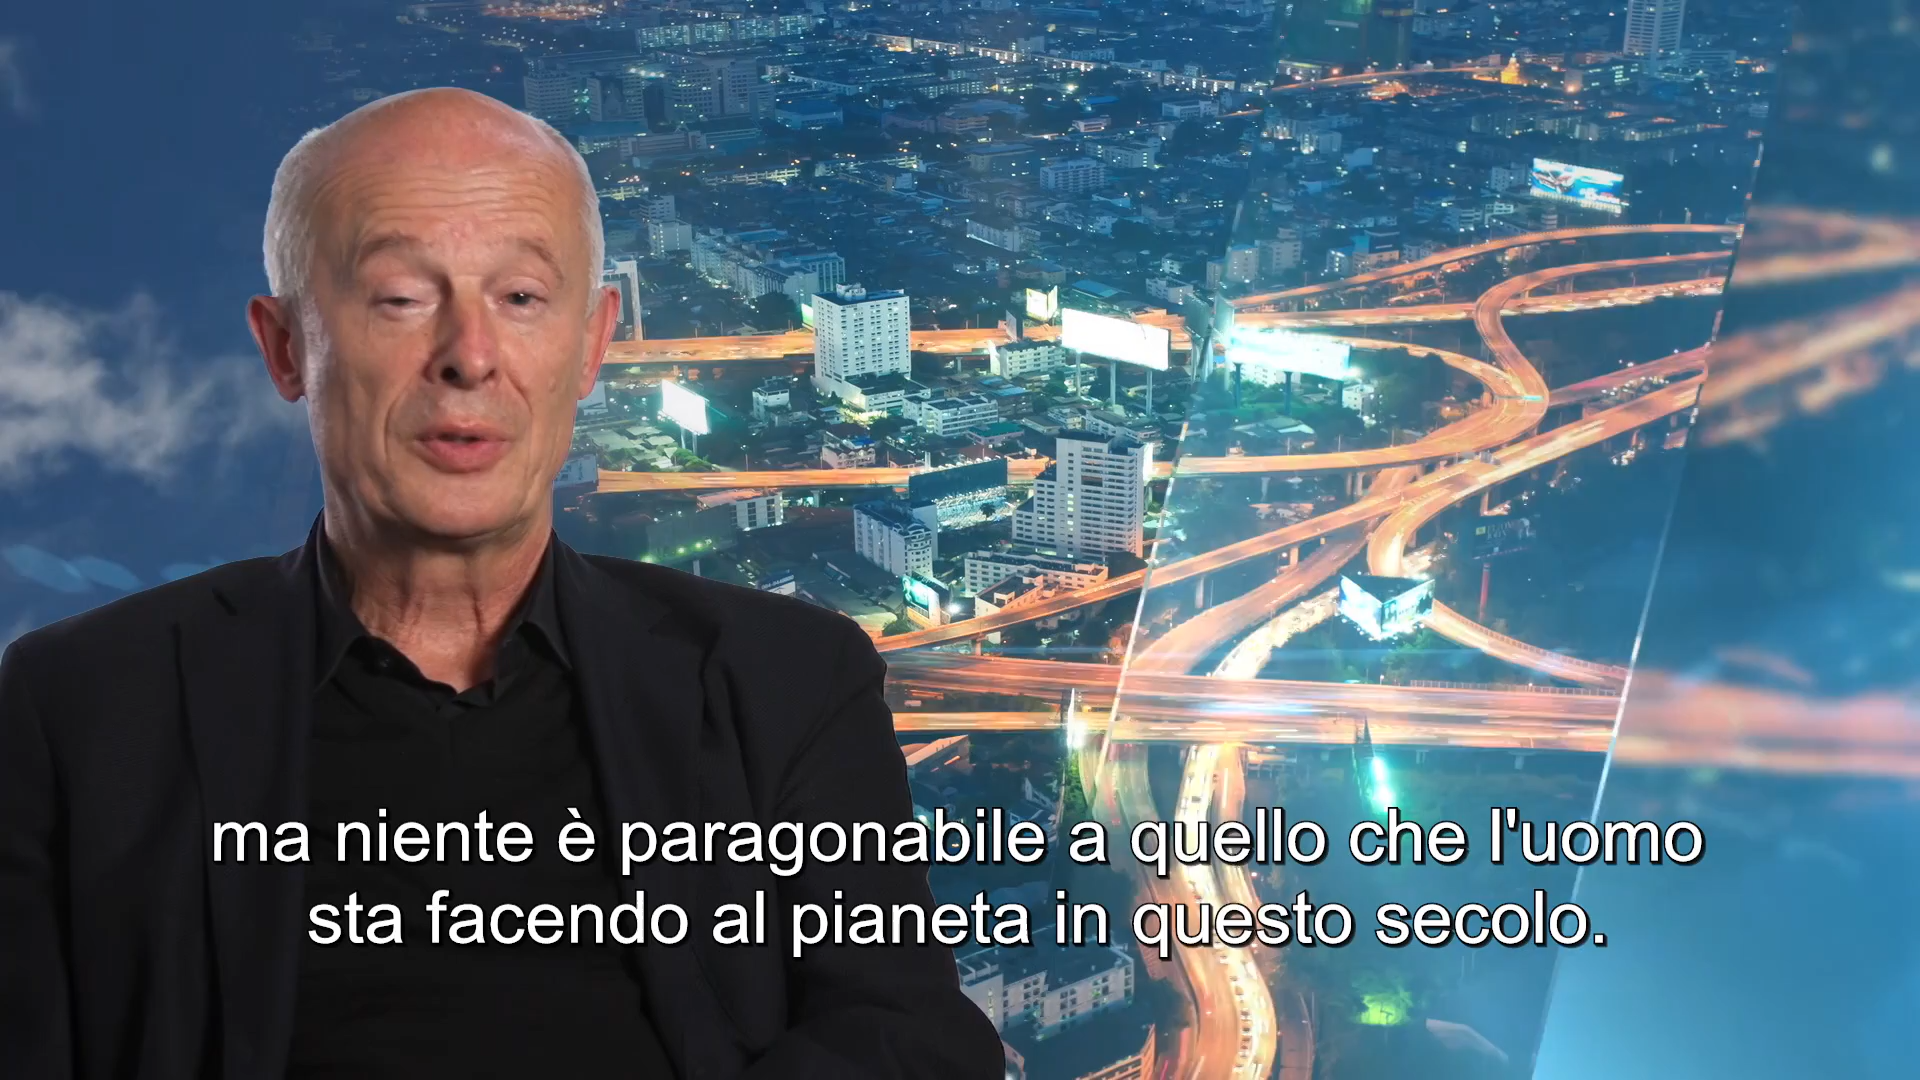 ma niente è paragonabile a quello che l'uomo
sta facendo al pianeta in questo secolo.